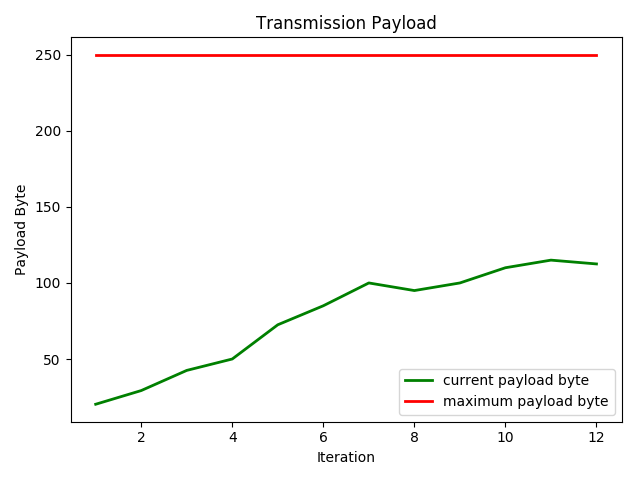 Transmission Payload
250
200
150
100
50
Payload Byte
current payload byte
maximum payload byte
2 4 6 8 10 12
Iteration